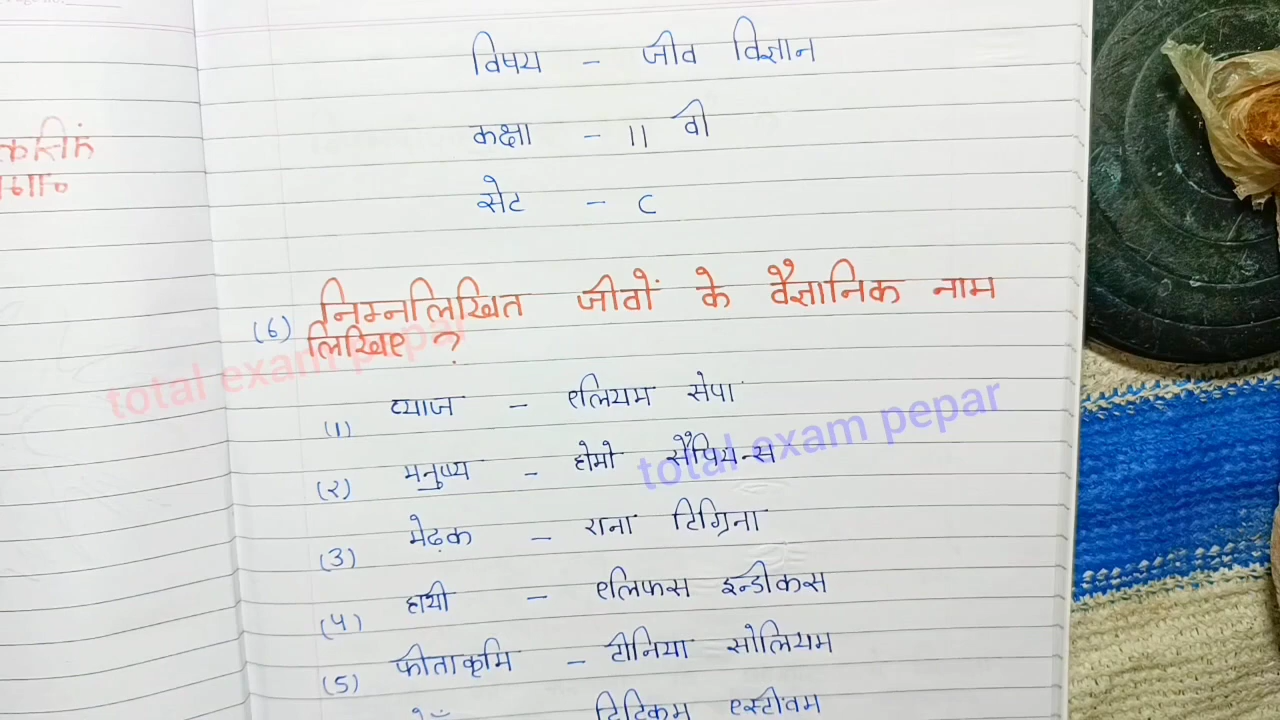 विषय - जीव विज्ञान
कक्षा - 11 वी
सेट - C
(6) निम्नलिखित जीवों के वैज्ञानिक नाम
लिखिए ?
total exam pepar
(1) प्याज - एलियम सेपा
total exam pepar
(2) मनुष्य - होमो सैंपियन्स
(3) मेढ़क - राना टिग्रिना
(4) हाथी - एलिफस इन्डीकस
(5) फीताकृमि - टीनिया सोलियम
ट्रिटिकम एस्टीवम